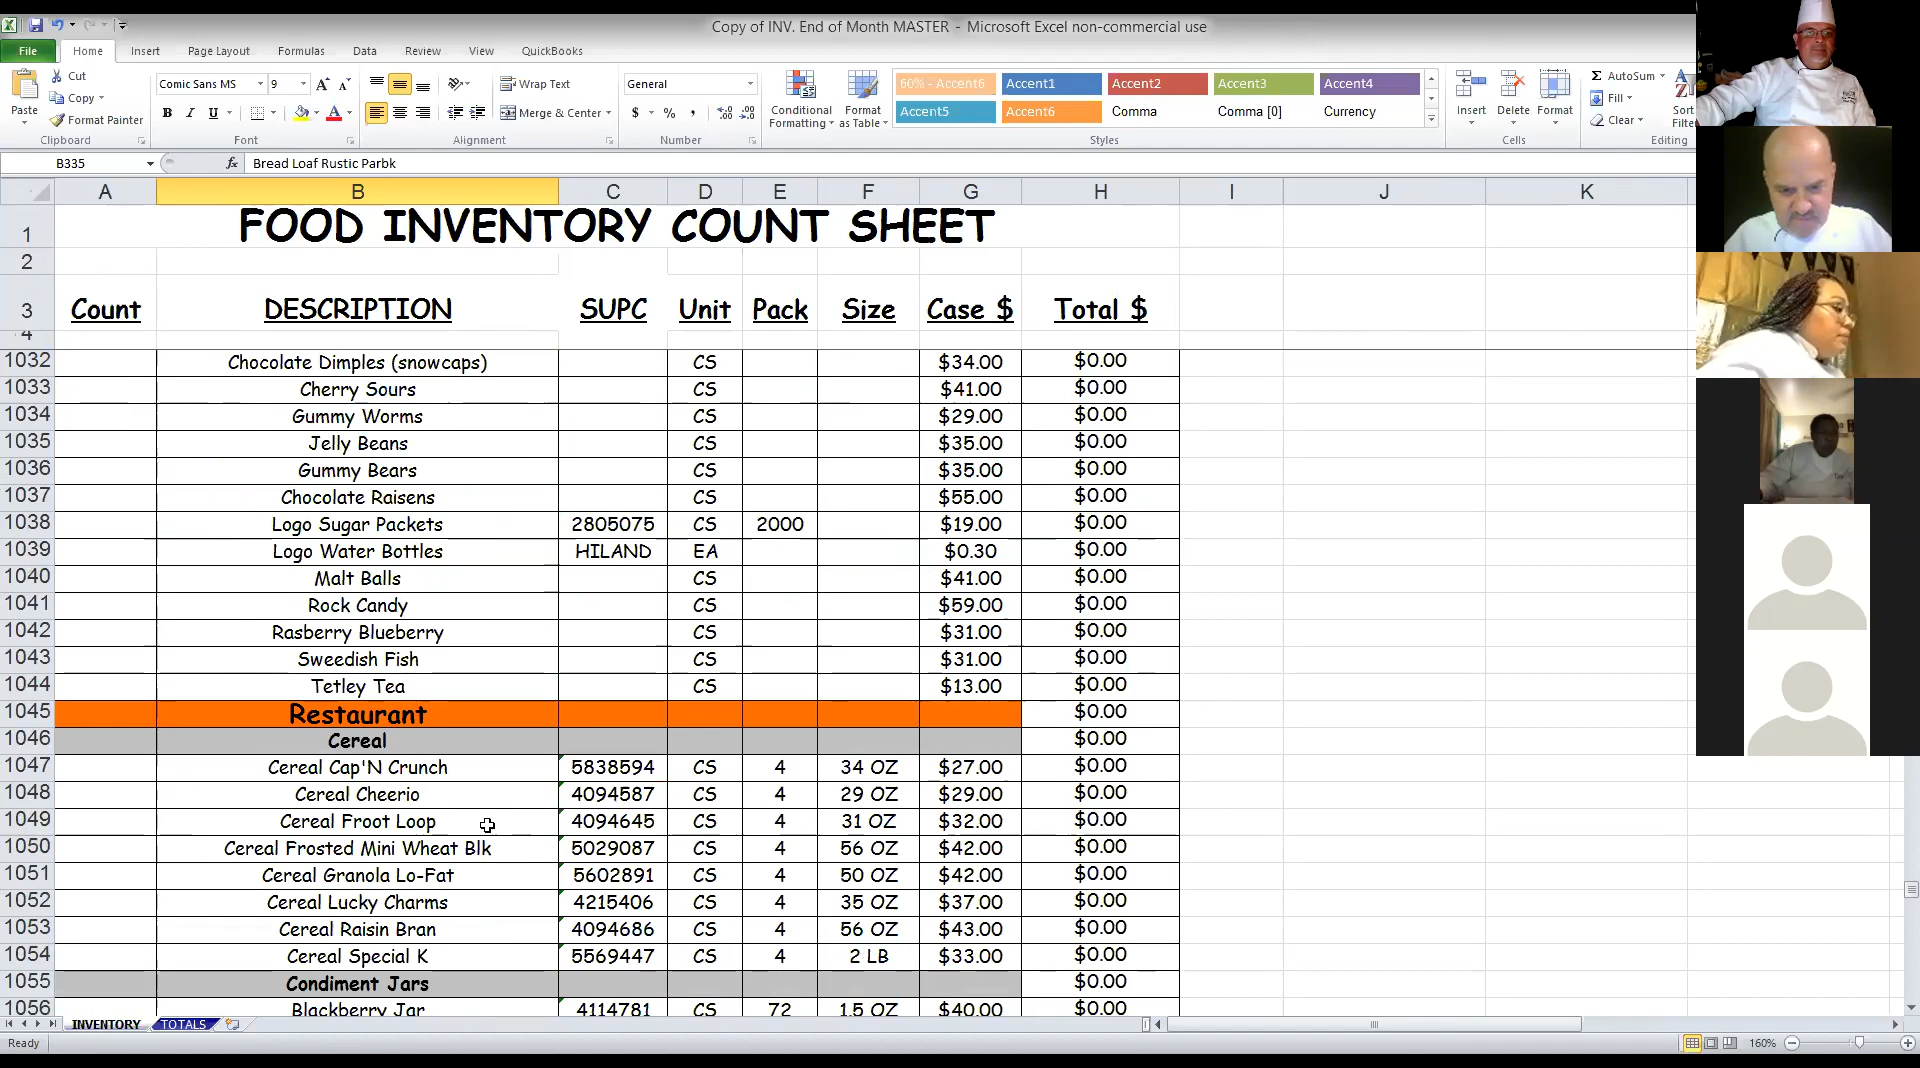 Copy of INV. End of Month MASTER - Microsoft Excel non-commercial use
File Home Insert Page Layout Formulas Data Review View QuickBooks
Paste Cut Copy Format Painter Clipboard
Comic Sans MS 9 A A B I U A Font
Wrap Text Merge & Center Alignment
General $ % , Number
Conditional Formatting Format as Table
60% - Accent6 Accent1 Accent2 Accent3 Accent4
Accent5 Accent6 Comma Comma [0] Currency
Styles
Insert Delete Format Cells
AutoSum Fill Clear Sort Filter Editing
B335 fx Bread Loaf Rustic Parbk
A B C D E F G H I J K
1 FOOD INVENTORY COUNT SHEET
2
3 Count DESCRIPTION SUPC Unit Pack Size Case $ Total $
4
1032 Chocolate Dimples (snowcaps) CS $34.00 $0.00
1033 Cherry Sours CS $41.00 $0.00
1034 Gummy Worms CS $29.00 $0.00
1035 Jelly Beans CS $35.00 $0.00
1036 Gummy Bears CS $35.00 $0.00
1037 Chocolate Raisens CS $55.00 $0.00
1038 Logo Sugar Packets 2805075 CS 2000 $19.00 $0.00
1039 Logo Water Bottles HILAND EA $0.30 $0.00
1040 Malt Balls CS $41.00 $0.00
1041 Rock Candy CS $59.00 $0.00
1042 Rasberry Blueberry CS $31.00 $0.00
1043 Sweedish Fish CS $31.00 $0.00
1044 Tetley Tea CS $13.00 $0.00
1045 Restaurant $0.00
1046 Cereal $0.00
1047 Cereal Cap'N Crunch 5838594 CS 4 34 OZ $27.00 $0.00
1048 Cereal Cheerio 4094587 CS 4 29 OZ $29.00 $0.00
1049 Cereal Froot Loop 4094645 CS 4 31 OZ $32.00 $0.00
1050 Cereal Frosted Mini Wheat Blk 5029087 CS 4 56 OZ $42.00 $0.00
1051 Cereal Granola Lo-Fat 5602891 CS 4 50 OZ $42.00 $0.00
1052 Cereal Lucky Charms 4215406 CS 4 35 OZ $37.00 $0.00
1053 Cereal Raisin Bran 4094686 CS 4 56 OZ $43.00 $0.00
1054 Cereal Special K 5569447 CS 4 2 LB $33.00 $0.00
1055 Condiment Jars $0.00
1056 Blackberry Jar 4114781 CS 72 1.5 OZ $40.00 $0.00
INVENTORY TOTALS
Ready 160%